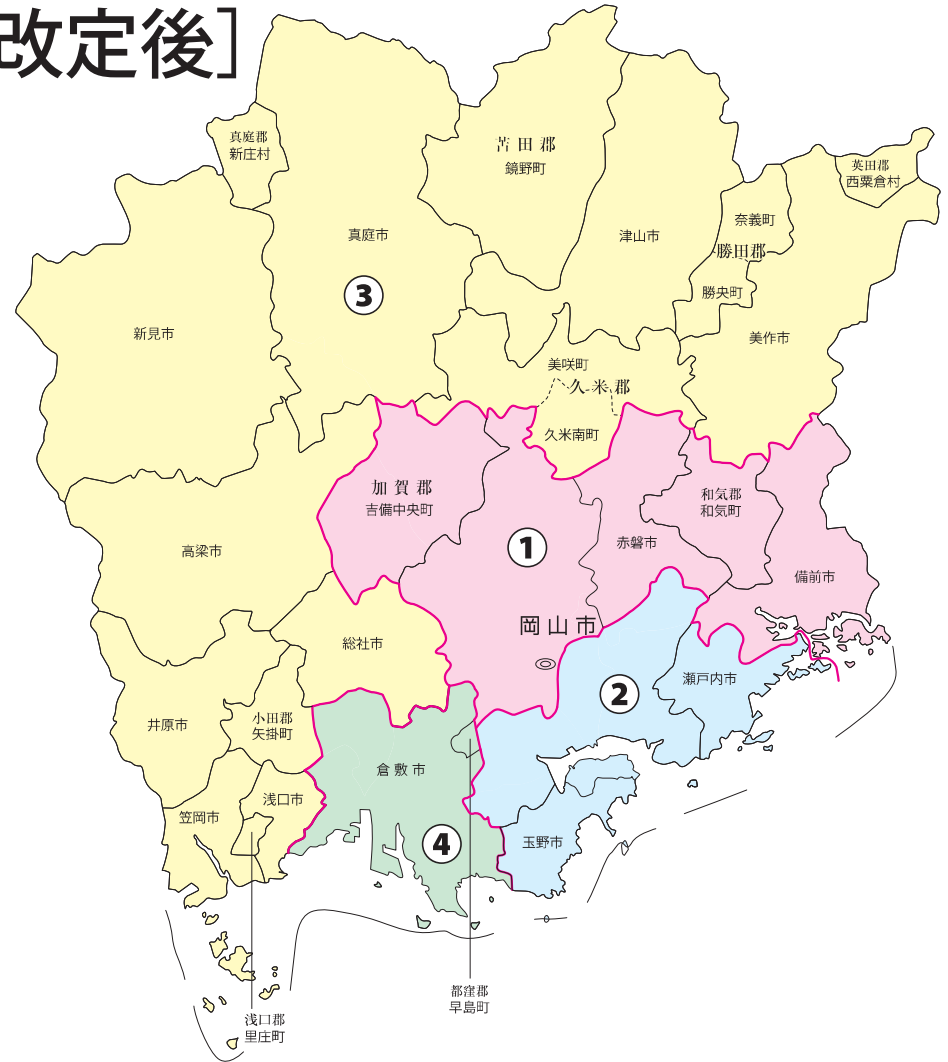 改定後］
真庭郡
新庄村
苫田郡
鏡野町
英田郡
西粟倉村
奈義町
真庭市
津山市
勝田郡
3
勝央町
新見市
美作市
美咲町
久米郡
久米南町
加賀郡
吉備中央町
和気郡
和気町
高梁市
1
赤磐市
備前市
岡山市
総社市
瀬戸内市
2
小田郡
矢掛町
井原市
倉敷市
浅口市
笠岡市
4
玉野市
都窪郡
早島町
浅口郡
里庄町